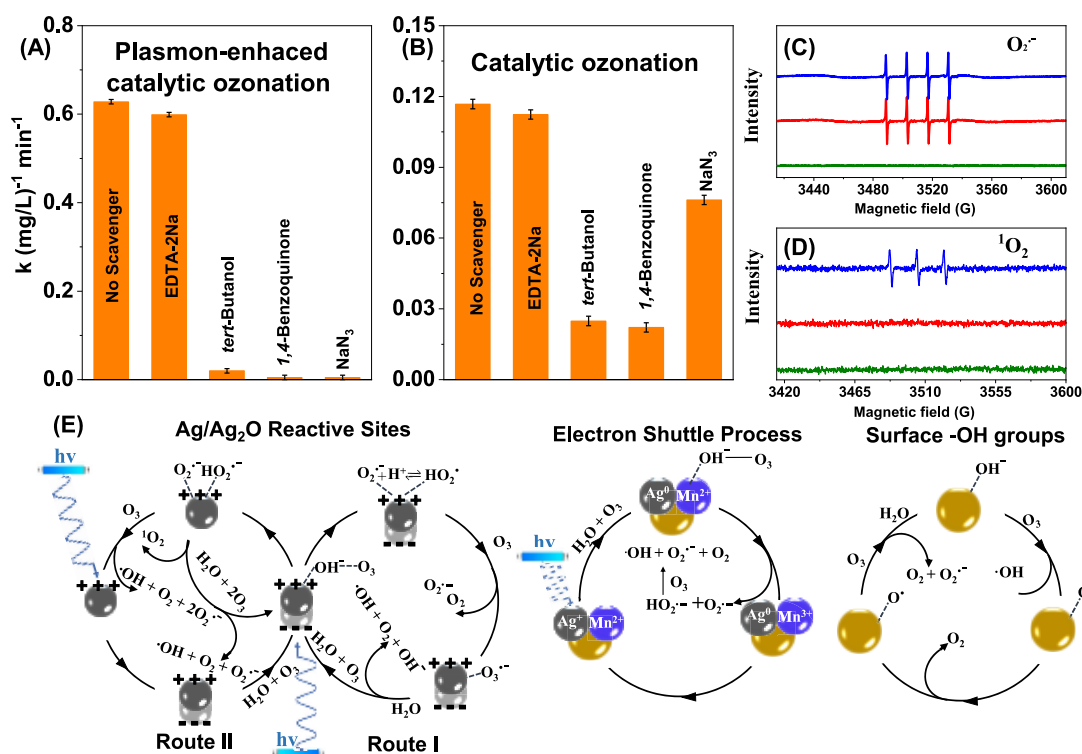 (A)
Plasmon-enhaced
catalytic ozonation
k (mg/L)⁻¹ min⁻¹
0.8
0.6
0.4
0.2
0.0
No Scavenger
EDTA-2Na
tert-Butanol
1,4-Benzoquinone
NaN₃
(B)
Catalytic ozonation
0.15
0.12
0.09
0.06
0.03
0.00
No Scavenger
EDTA-2Na
tert-Butanol
1,4-Benzoquinone
NaN₃
(C)
O₂·⁻
Intensity
3440 3480 3520 3560 3600
Magnetic field (G)
(D)
¹O₂
Intensity
3420 3465 3510 3555 3600
Magnetic field (G)
(E)
Ag/Ag₂O Reactive Sites
hv
O₂·⁻HO₂·⁻
O₃
¹O₂
·OH + O₂ + 2O₂·⁻
H₂O + 2O₃
·OH + O₂ + O₂·⁻
H₂O + O₃
Route II
hv
O₂·⁻+H⁺⇌HO₂·
O₃
OH⁻---O₃
O₂·⁻O₂
·OH + O₂ + OH⁻
H₂O + O₃
O₃·⁻
H₂O
Route I
Electron Shuttle Process
OH⁻—O₃
Ag⁰ Mn²⁺
H₂O + O₃
hv
·OH + O₂·⁻ + O₂
O₃
HO₂·⁻ +O₂·⁻
Ag⁺ Mn²⁺
Ag⁰ Mn³⁺
Surface -OH groups
OH⁻
H₂O
O₃
O₃
O₂ + O₂·⁻
·OH
O·
O₂